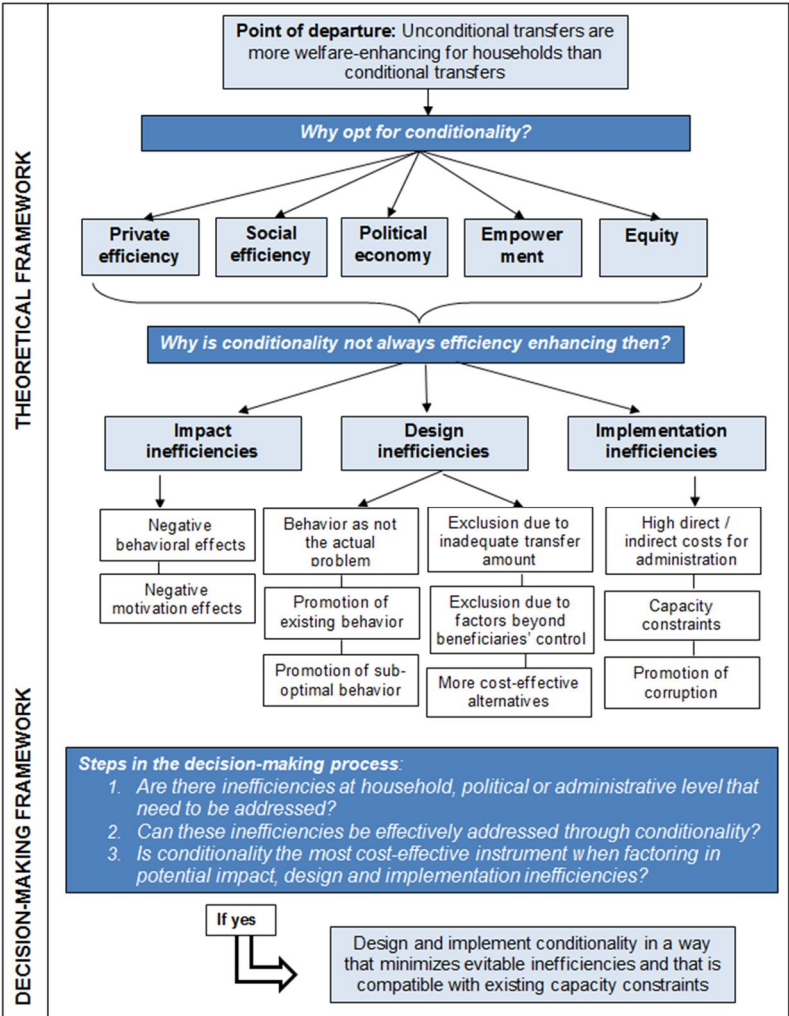 THEORETICAL FRAMEWORK
DECISION-MAKING FRAMEWORK
Point of departure: Unconditional transfers are
more welfare-enhancing for households than
conditional transfers
Why opt for conditionality?
Private
efficiency
Social
efficiency
Political
economy
Empower
ment
Equity
Why is conditionality not always efficiency enhancing then?
Impact
inefficiencies
Design
inefficiencies
Implementation
inefficiencies
Negative
behavioral effects
Negative
motivation effects
Behavior as not
the actual
problem
Promotion of
existing behavior
Promotion of sub-
optimal behavior
Exclusion due to
inadequate transfer
amount
Exclusion due to
factors beyond
beneficiaries' control
More cost-effective
alternatives
High direct /
indirect costs for
administration
Capacity
constraints
Promotion of
corruption
Steps in the decision-making process:
1. Are there inefficiencies at household, political or administrative level that
need to be addressed?
2. Can these inefficiencies be effectively addressed through conditionality?
3. Is conditionality the most cost-effective instrument when factoring in
potential impact, design and implementation inefficiencies?
If yes
Design and implement conditionality in a way
that minimizes evitable inefficiencies and that is
compatible with existing capacity constraints